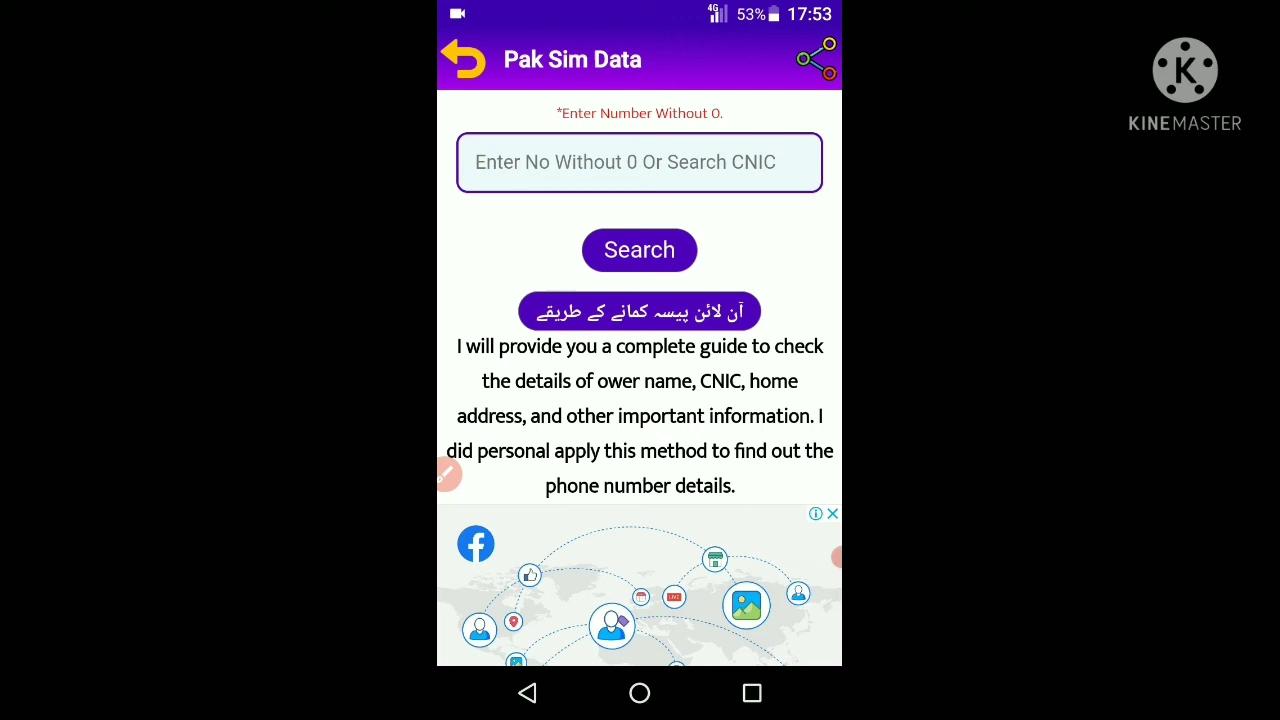 4G 53% 17:53
Pak Sim Data
*Enter Number Without 0.
Enter No Without 0 Or Search CNIC
Search
آن لائن پیسہ کمانے کے طریقے
I will provide you a complete guide to check
the details of ower name, CNIC, home
address, and other important information. I
did personal apply this method to find out the
phone number details.
LIVE
K
KINEMASTER